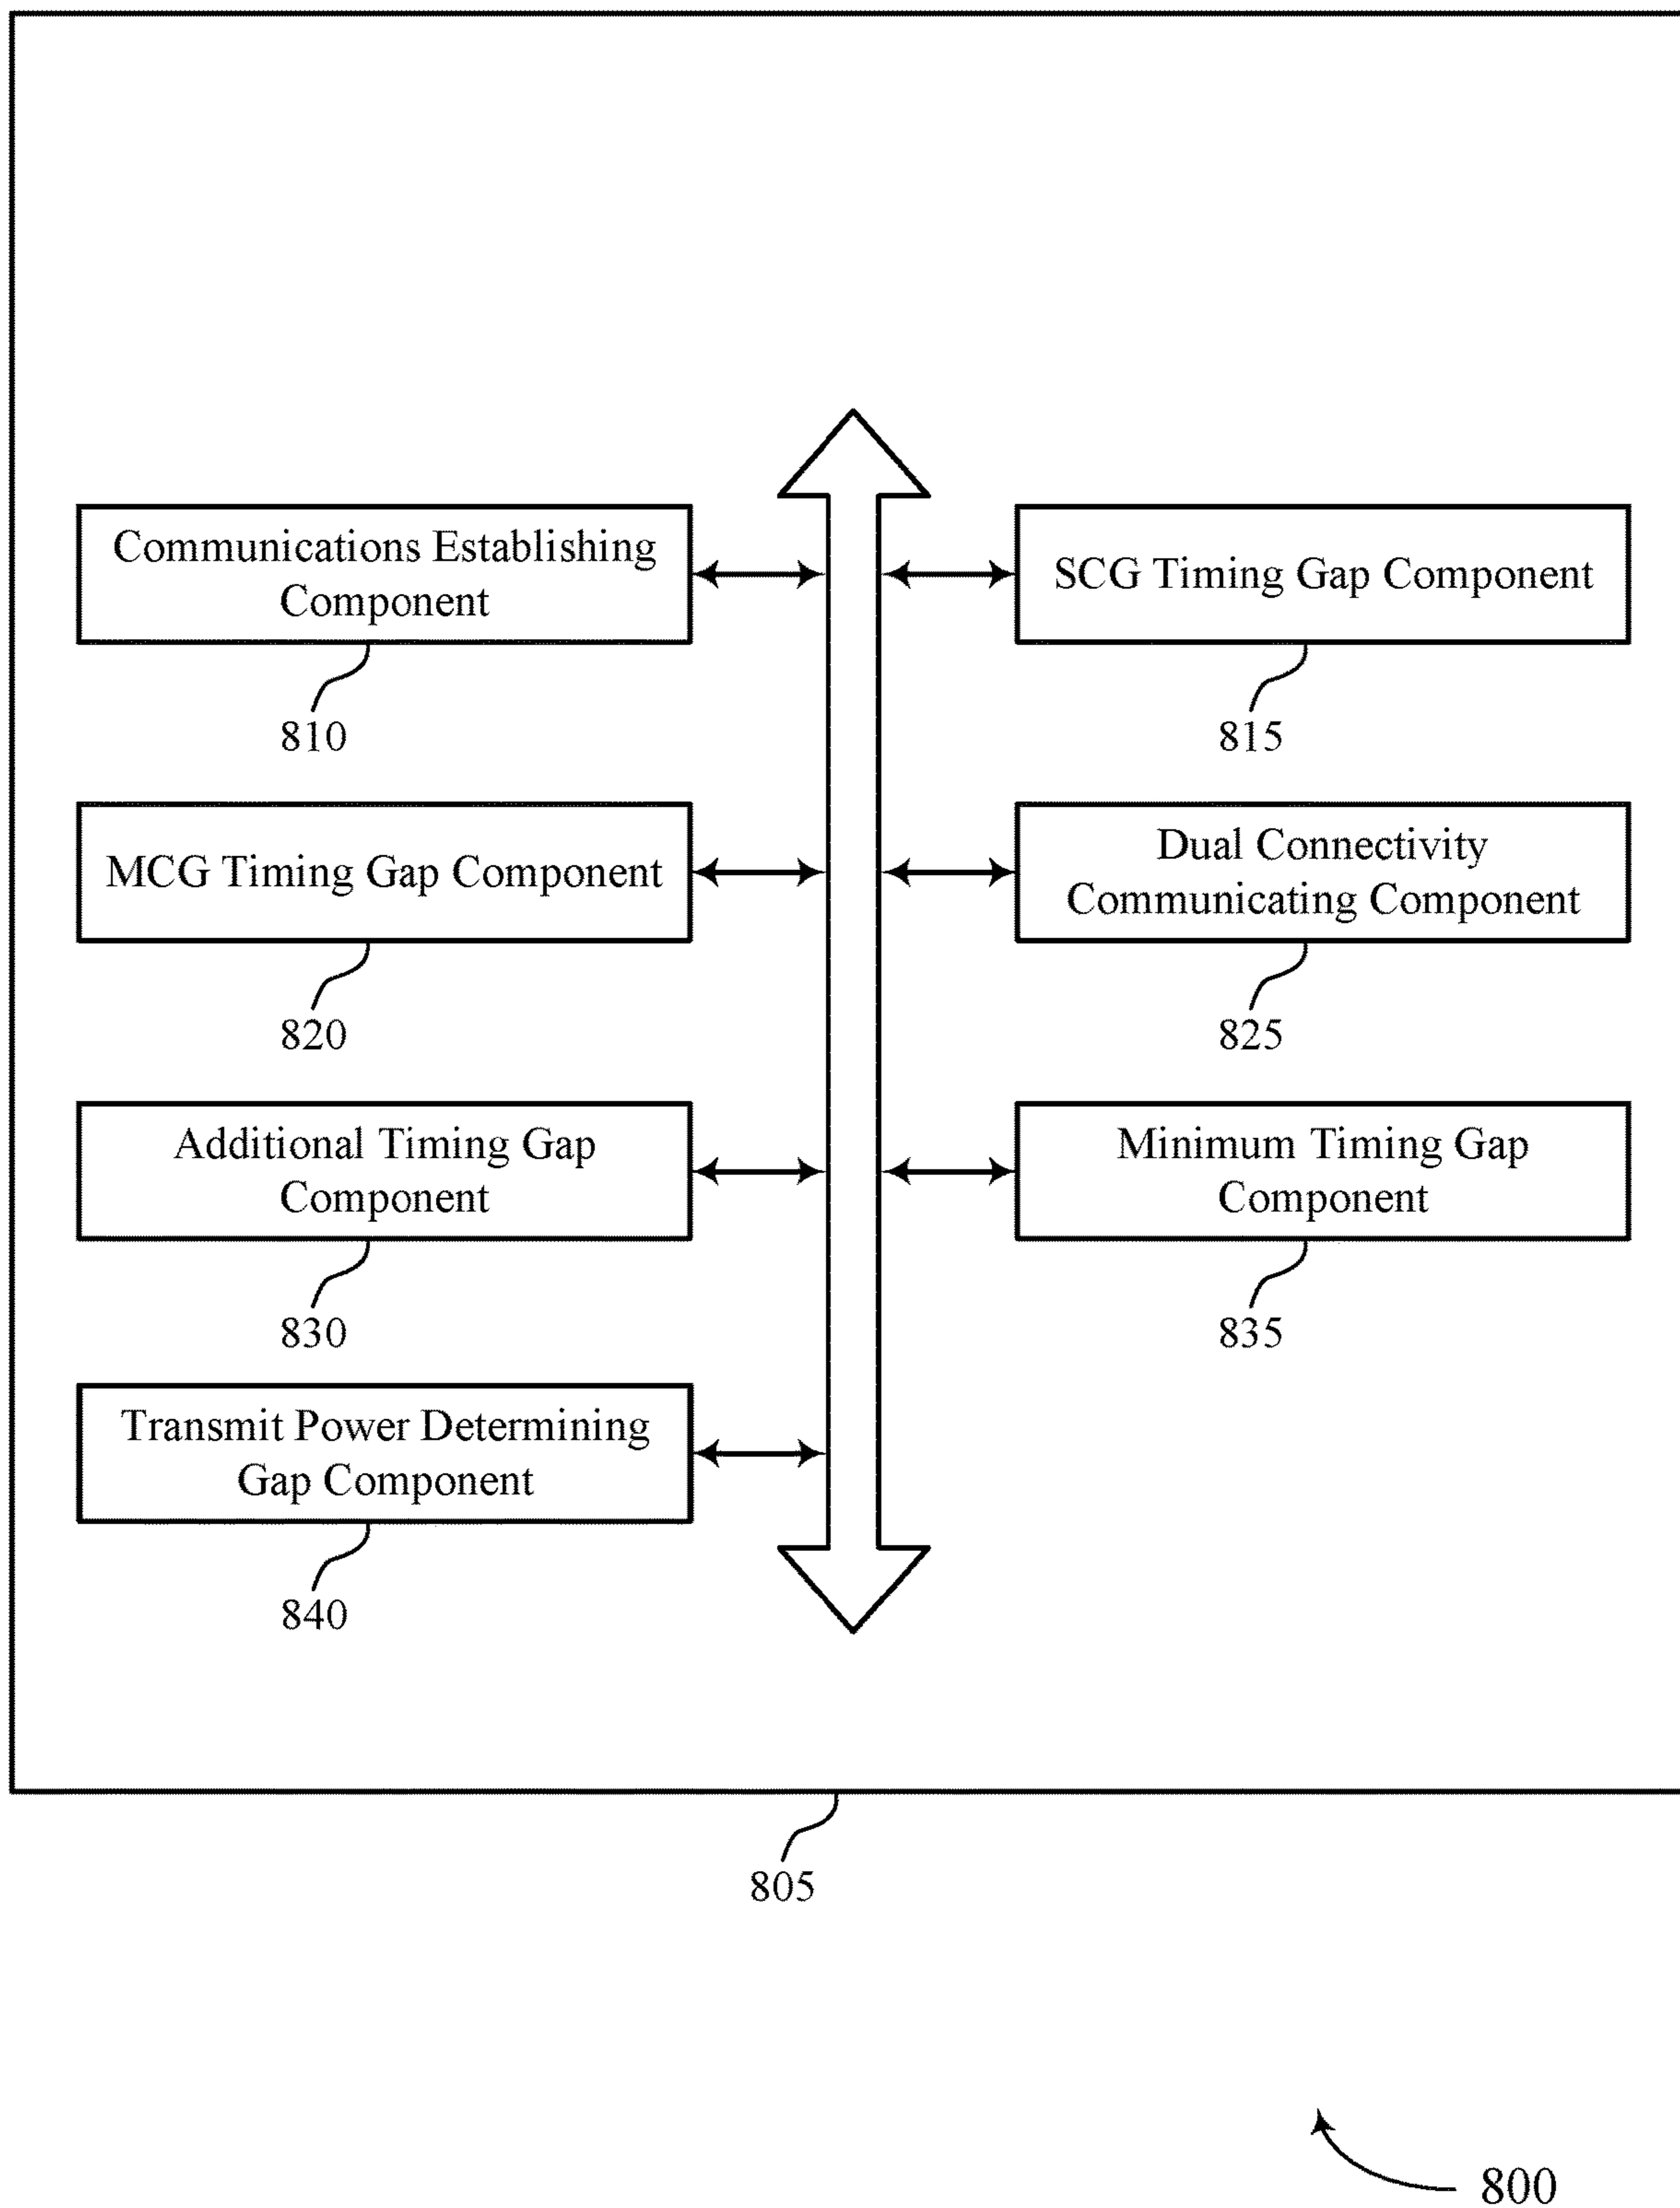 Communications Establishing
Component
810
SCG Timing Gap Component
815
MCG Timing Gap Component
820
Dual Connectivity
Communicating Component
825
Additional Timing Gap
Component
830
Minimum Timing Gap
Component
835
Transmit Power Determining
Gap Component
840
805
800